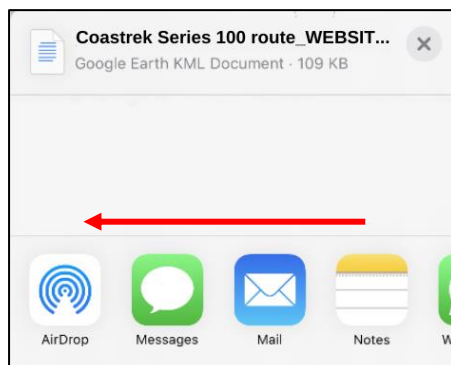 Coastrek Series 100 route_WEBSIT...
Google Earth KML Document · 109 KB
AirDrop Messages Mail Notes W